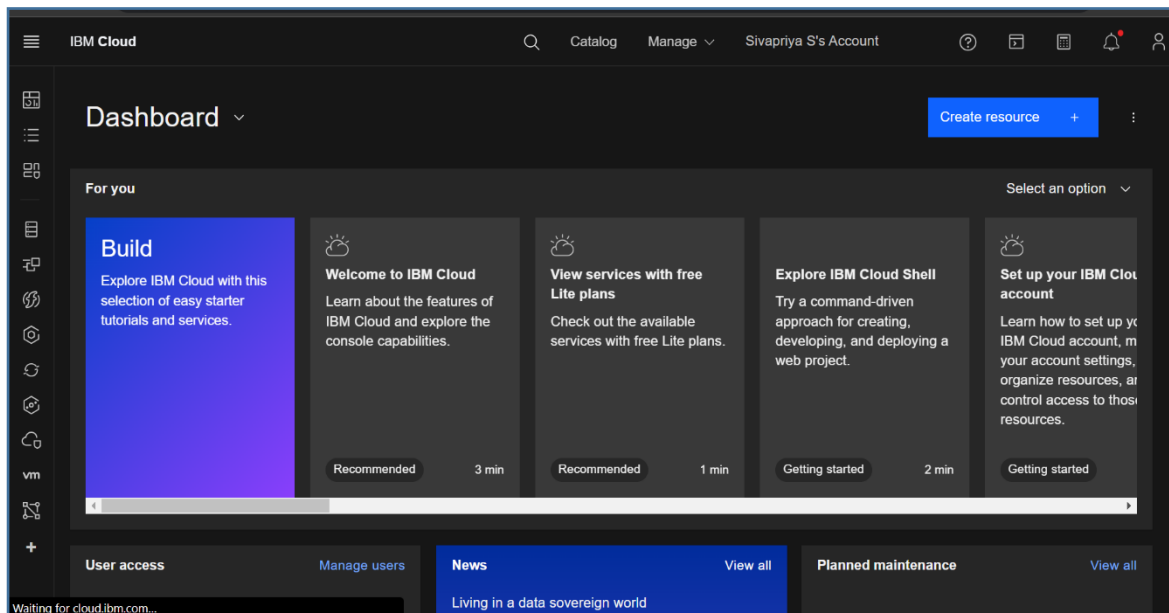 IBM Cloud
Catalog
Manage
Sivapriya S's Account
Dashboard
Create resource +
For you
Select an option
Build
Explore IBM Cloud with this
selection of easy starter
tutorials and services.
Welcome to IBM Cloud
Learn about the features of
IBM Cloud and explore the
console capabilities.
Recommended
3 min
View services with free
Lite plans
Check out the available
services with free Lite plans.
Recommended
1 min
Explore IBM Cloud Shell
Try a command-driven
approach for creating,
developing, and deploying a
web project.
Getting started
2 min
Set up your IBM Clou
account
Learn how to set up yo
IBM Cloud account, m
your account settings,
organize resources, an
control access to thos
resources.
Getting started
vm
User access
Manage users
News
View all
Living in a data sovereign world
Planned maintenance
View all
Waiting for cloud.ibm.com...